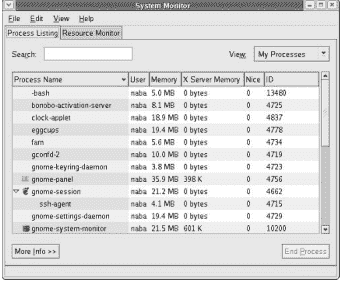 System Monitor
File Edit View Help
Process Listing Resource Monitor
Search: View: My Processes
Process Name User Memory X Server Memory Nice ID
-bash naba 5.0 MB 0 bytes 0 13480
bonobo-activation-server naba 8.1 MB 0 bytes 0 4725
clock-applet naba 18.9 MB 0 bytes 0 4837
eggcups naba 19.4 MB 0 bytes 0 4778
fam naba 5.6 MB 0 bytes 0 4734
gconfd-2 naba 10.0 MB 0 bytes 0 4719
gnome-keyring-daemon naba 3.8 MB 0 bytes 0 4723
gnome-panel naba 35.9 MB 398 K 0 4756
gnome-session naba 21.2 MB 0 bytes 0 4662
ssh-agent naba 4.1 MB 0 bytes 0 4715
gnome-settings-daemon naba 19.4 MB 0 bytes 0 4729
gnome-system-monitor naba 21.5 MB 601 K 0 10200
More Info >> End Process